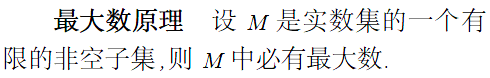 最大数原理 设 M 是实数集的一个有
限的非空子集,则 M 中必有最大数.